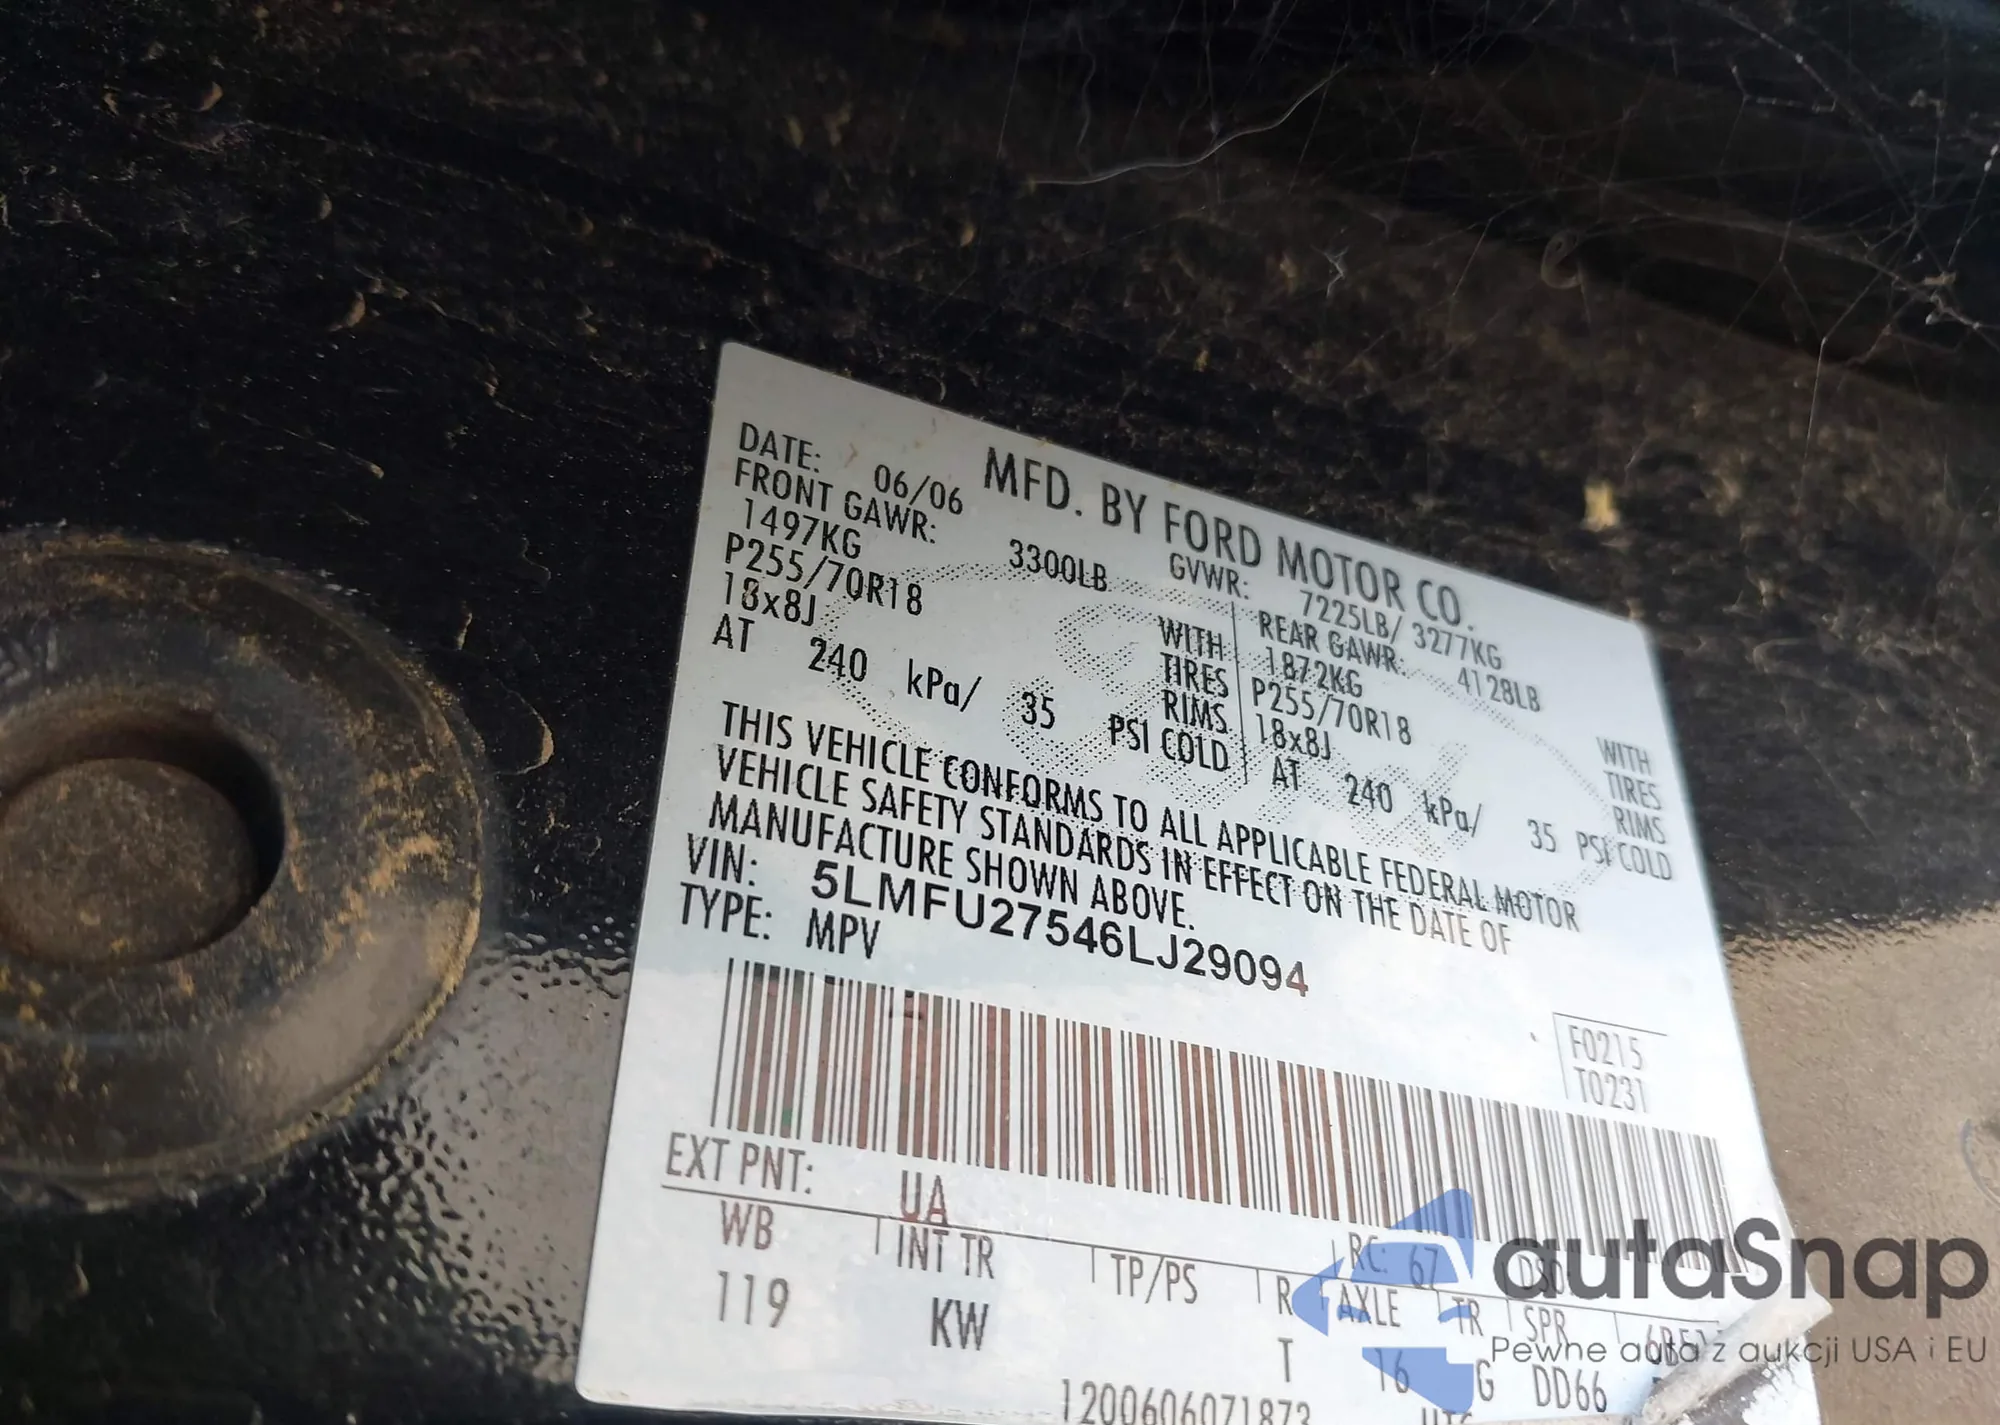 MFD. BY FORD MOTOR CO.
DATE: 06/06
GVWR: 7225LB/ 3277KG
FRONT GAWR: 3300LB
1497KG WITH
P255/70R18 TIRES
18x8J RIMS
AT 240 kPa/ 35 PSI COLD
REAR GAWR: 4128LB
1872KG WITH
P255/70R18 TIRES
18x8J RIMS
AT 240 kPa/ 35 PSI COLD
THIS VEHICLE CONFORMS TO ALL APPLICABLE FEDERAL MOTOR
VEHICLE SAFETY STANDARDS IN EFFECT ON THE DATE OF
MANUFACTURE SHOWN ABOVE.
VIN: 5LMFU27546LJ29094
TYPE: MPV
F0215
T0231
EXT PNT: UA RC: 67
WB INT TR TP/PS R AXLE TR SPR
119 KW T 16 G DD66
1200606071873
autaSnap
Pewne auta z aukcji USA i EU